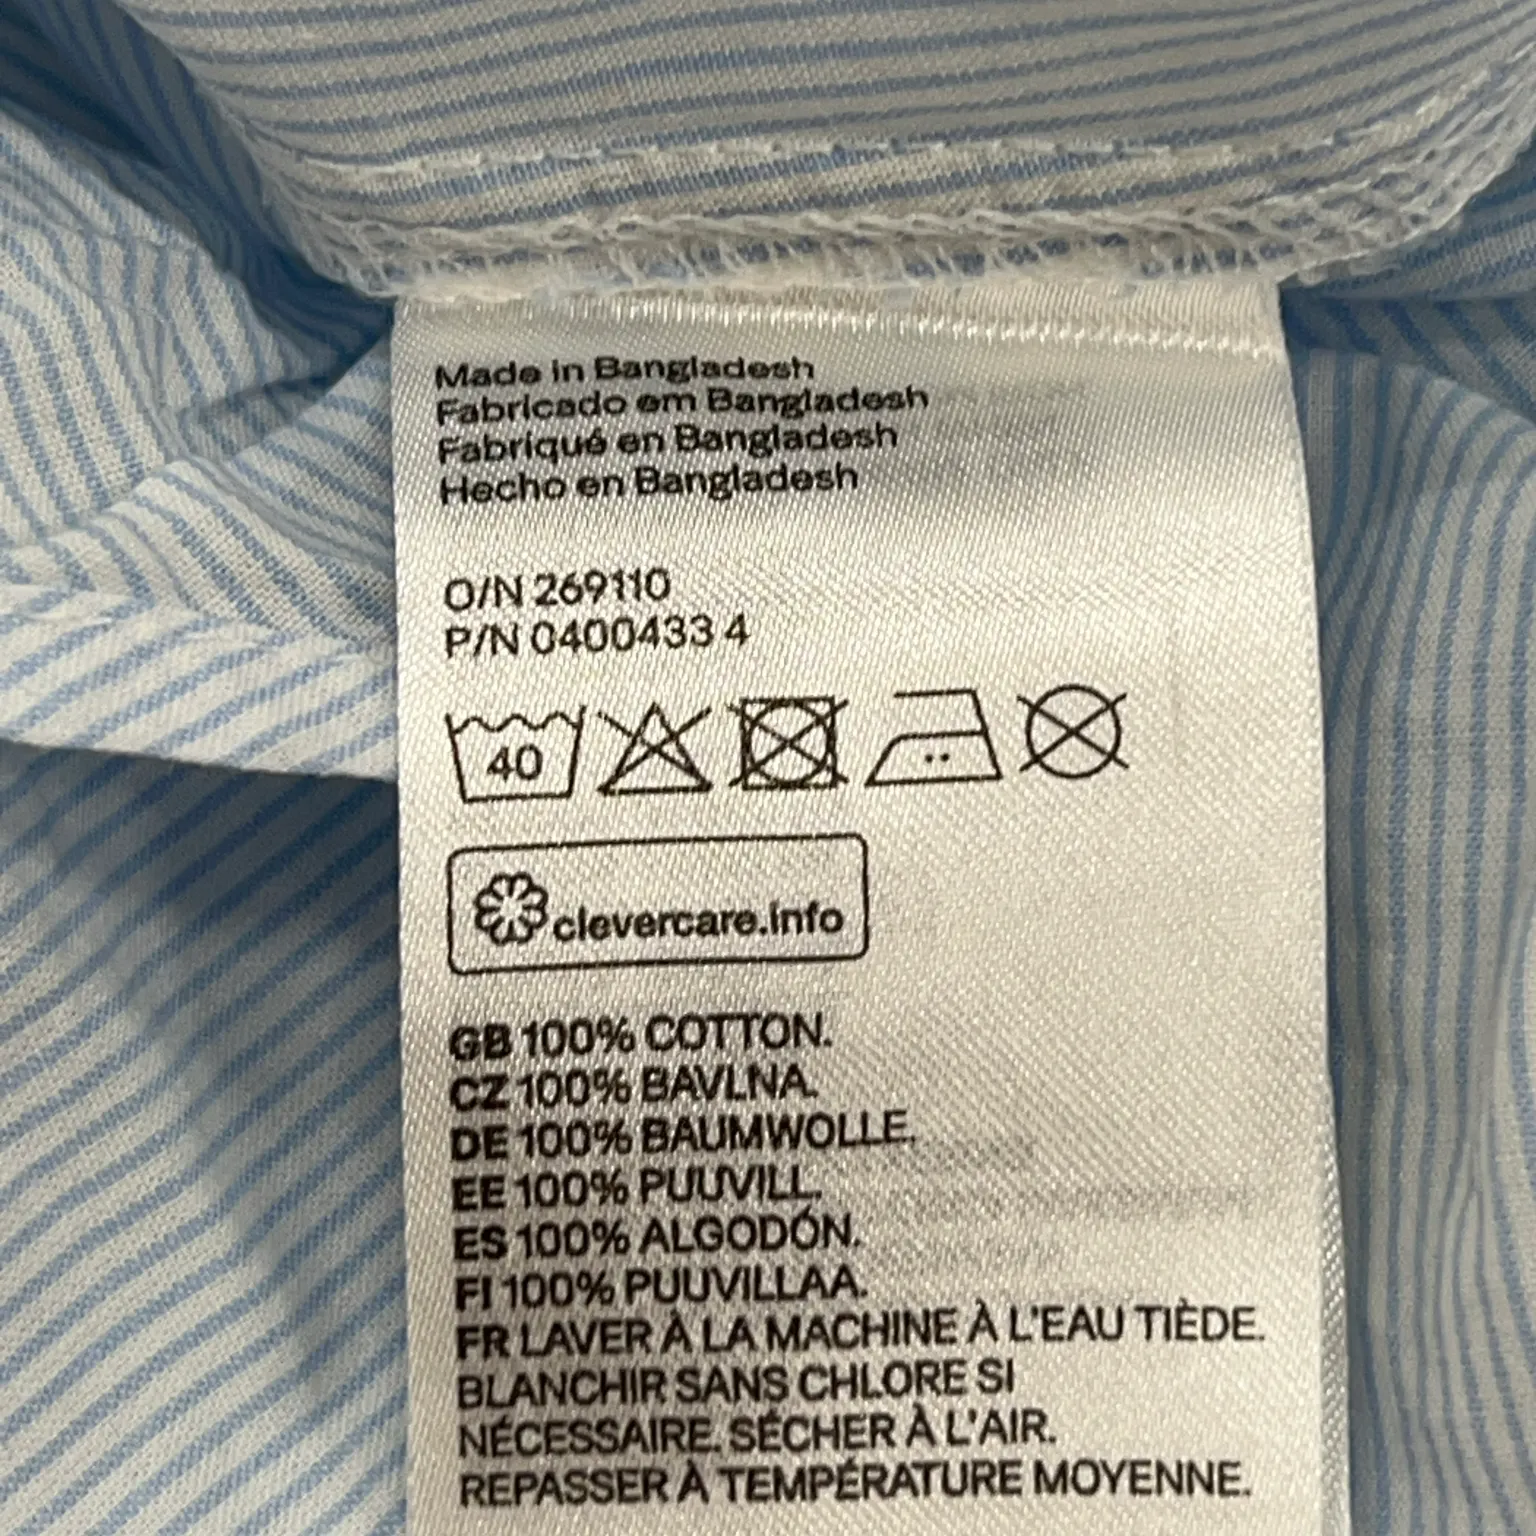 Made in Bangladesh
Fabricado em Bangladesh
Fabriqué en Bangladesh
Hecho en Bangladesh
O/N 269110
P/N 0400433 4
40
clevercare.info
GB 100% COTTON.
CZ 100% BAVLNA.
DE 100% BAUMWOLLE.
EE 100% PUUVILL.
ES 100% ALGODÓN.
FI 100% PUUVILLAA.
FR LAVER À LA MACHINE À L'EAU TIÈDE.
BLANCHIR SANS CHLORE SI
NÉCESSAIRE. SÉCHER À L'AIR.
REPASSER À TEMPÉRATURE MOYENNE.